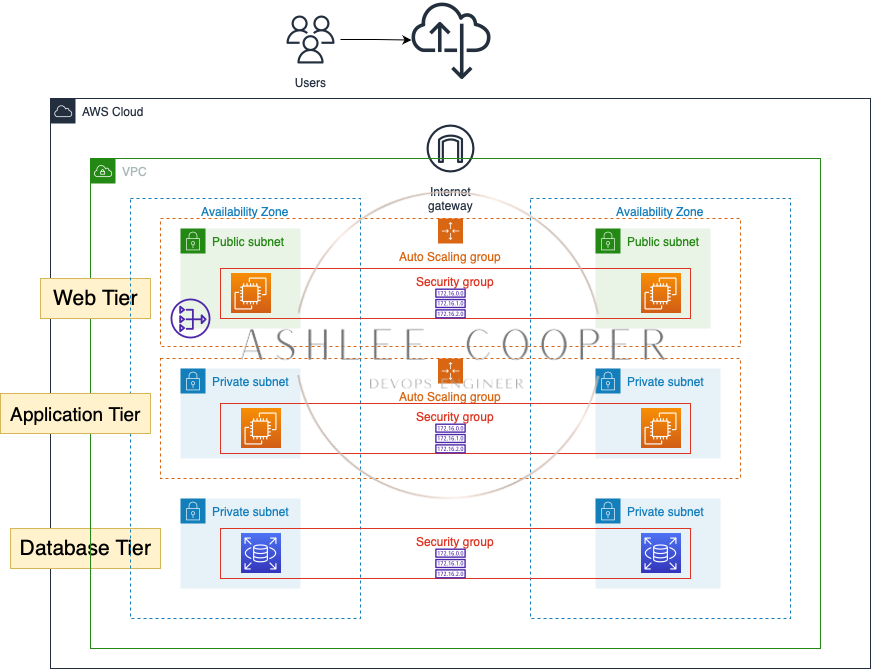 Users
AWS Cloud
VPC
Internet
gateway
Availability Zone
Availability Zone
Public subnet
Auto Scaling group
Public subnet
Web Tier
Security group
172.16.0.0
172.16.1.0
172.16.2.0
ASHLEE COOPER
DEVOPS ENGINEER
Private subnet
Auto Scaling group
Private subnet
Application Tier
Security group
172.16.0.0
172.16.1.0
172.16.2.0
Private subnet
Private subnet
Database Tier
Security group
172.16.0.0
172.16.1.0
172.16.2.0